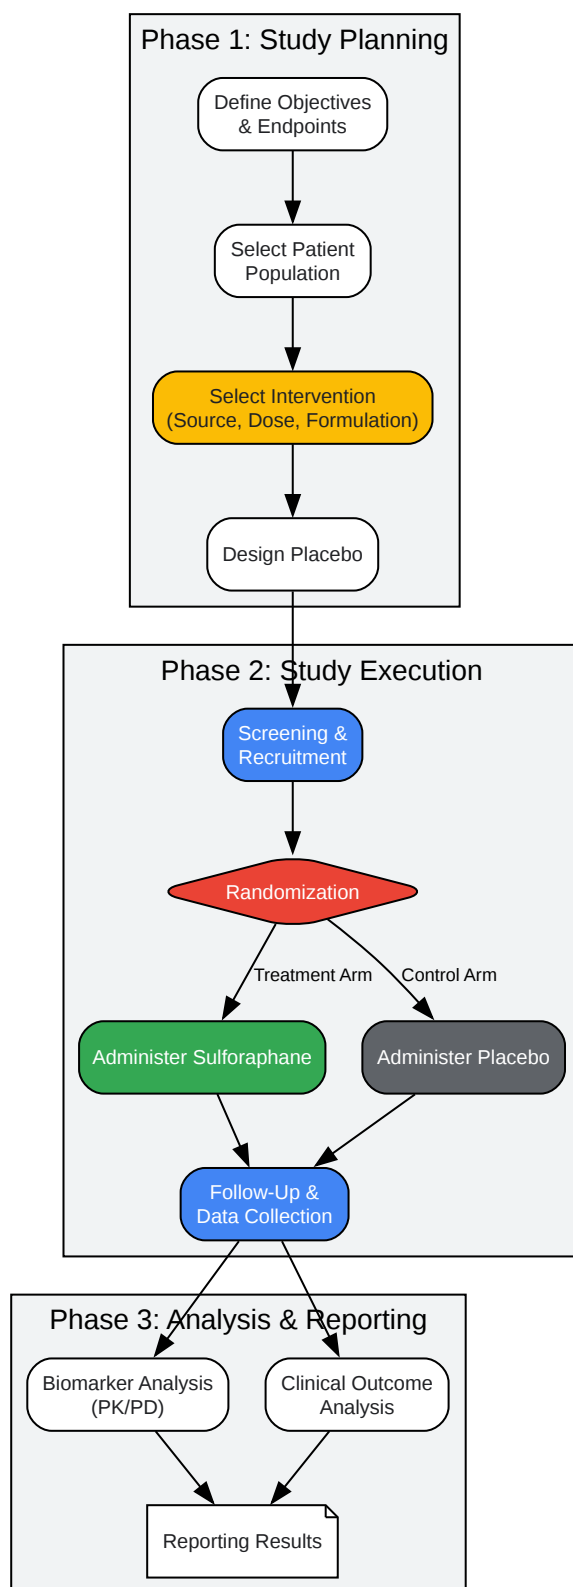 Phase 1: Study Planning
Define Objectives
& Endpoints
Select Patient
Population
Select Intervention
(Source, Dose, Formulation)
Design Placebo
Phase 2: Study Execution
Screening &
Recruitment
Randomization
Treatment Arm
Control Arm
Administer Sulforaphane
Administer Placebo
Follow-Up &
Data Collection
Phase 3: Analysis & Reporting
Biomarker Analysis
(PK/PD)
Clinical Outcome
Analysis
Reporting Results